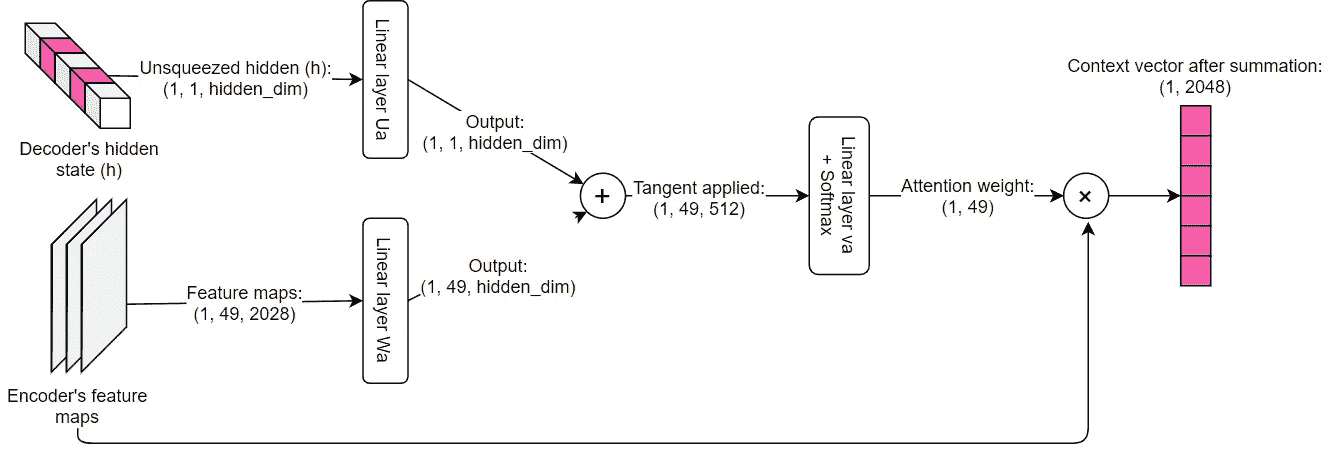 Unsqueezed hidden (h):
(1, 1, hidden_dim)
Decoder's hidden
state (h)
Linear layer Ua
Output:
(1, 1, hidden_dim)
Encoder's feature
maps
Feature maps:
(1, 49, 2028)
Linear layer Wa
Output:
(1, 49, hidden_dim)
+
Tangent applied:
(1, 49, 512)
Linear layer va
+ Softmax
Attention weight:
(1, 49)
×
Context vector after summation:
(1, 2048)